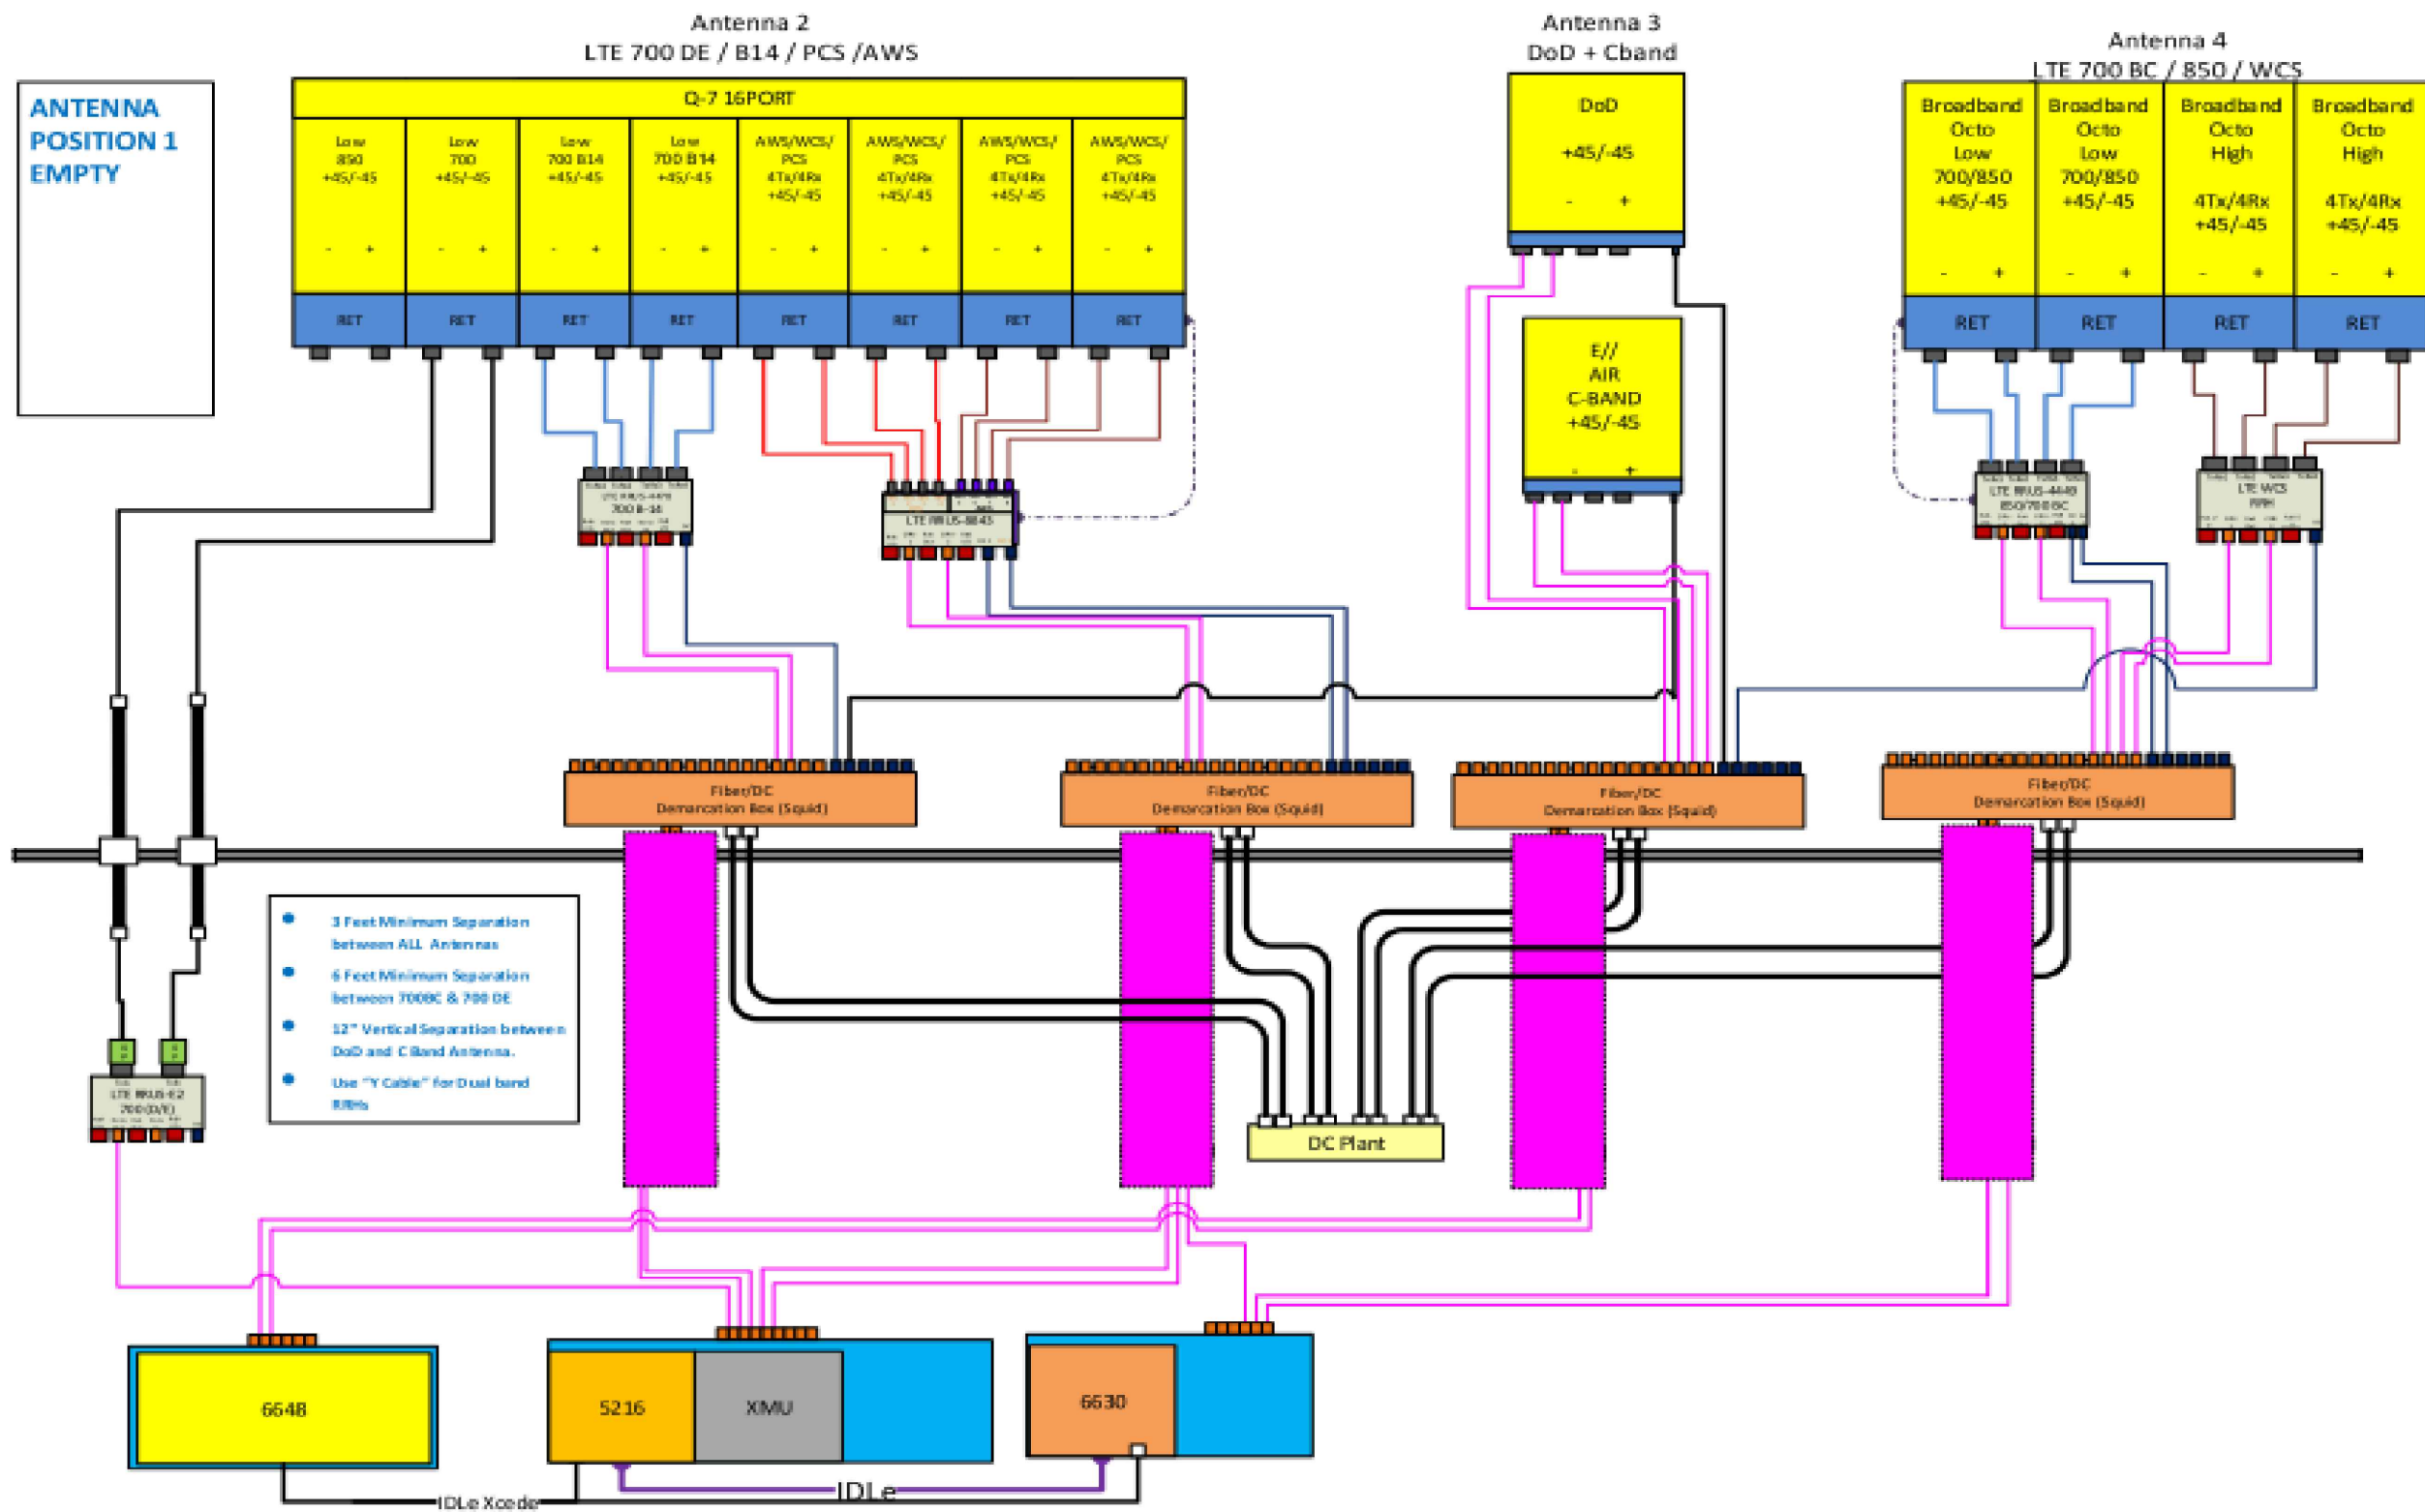 Antenna 2
LTE 700 DE / B14 / PCS /AWS
Antenna 3
DoD + Cband
Antenna 4
LTE 700 BC / 850 / WCS
ANTENNA
POSITION 1
EMPTY
Q-7 16PORT
Low
850
+45/-45
- +
RET
Low
700
+45/-45
- +
RET
Low
700 B14
+45/-45
- +
RET
Low
700 B14
+45/-45
- +
RET
AWS/WCS/
PCS
4Tx/4Rx
+45/-45
- +
RET
AWS/WCS/
PCS
4Tx/4Rx
+45/-45
- +
RET
AWS/WCS/
PCS
4Tx/4Rx
+45/-45
- +
RET
AWS/WCS/
PCS
4Tx/4Rx
+45/-45
- +
RET
DoD
+45/-45
- +
E//
AIR
C-BAND
+45/-45
- +
Broadband
Octo
Low
700/850
+45/-45
- +
RET
Broadband
Octo
Low
700/850
+45/-45
- +
RET
Broadband
Octo
High
4Tx/4Rx
+45/-45
- +
RET
Broadband
Octo
High
4Tx/4Rx
+45/-45
- +
RET
700 B-14
LTE RRUS-8843
LTE RRUS-4449
850/700 BC
LTE WCS
RRH
Fiber/DC
Demarcation Box (Squid)
Fiber/DC
Demarcation Box (Squid)
Fiber/DC
Demarcation Box (Squid)
Fiber/DC
Demarcation Box (Squid)
3 Feet Minimum Separation
between ALL Antennas
6 Feet Minimum Separation
between 700BC & 700 DE
12" Vertical Separation between
DoD and C Band Antenna.
Use "Y Cable" for Dual band
RRHs
LTE RRUS-E2
700 (D/E)
DC Plant
6648
5216
XMU
6630
IDLe
IDLe Xcede